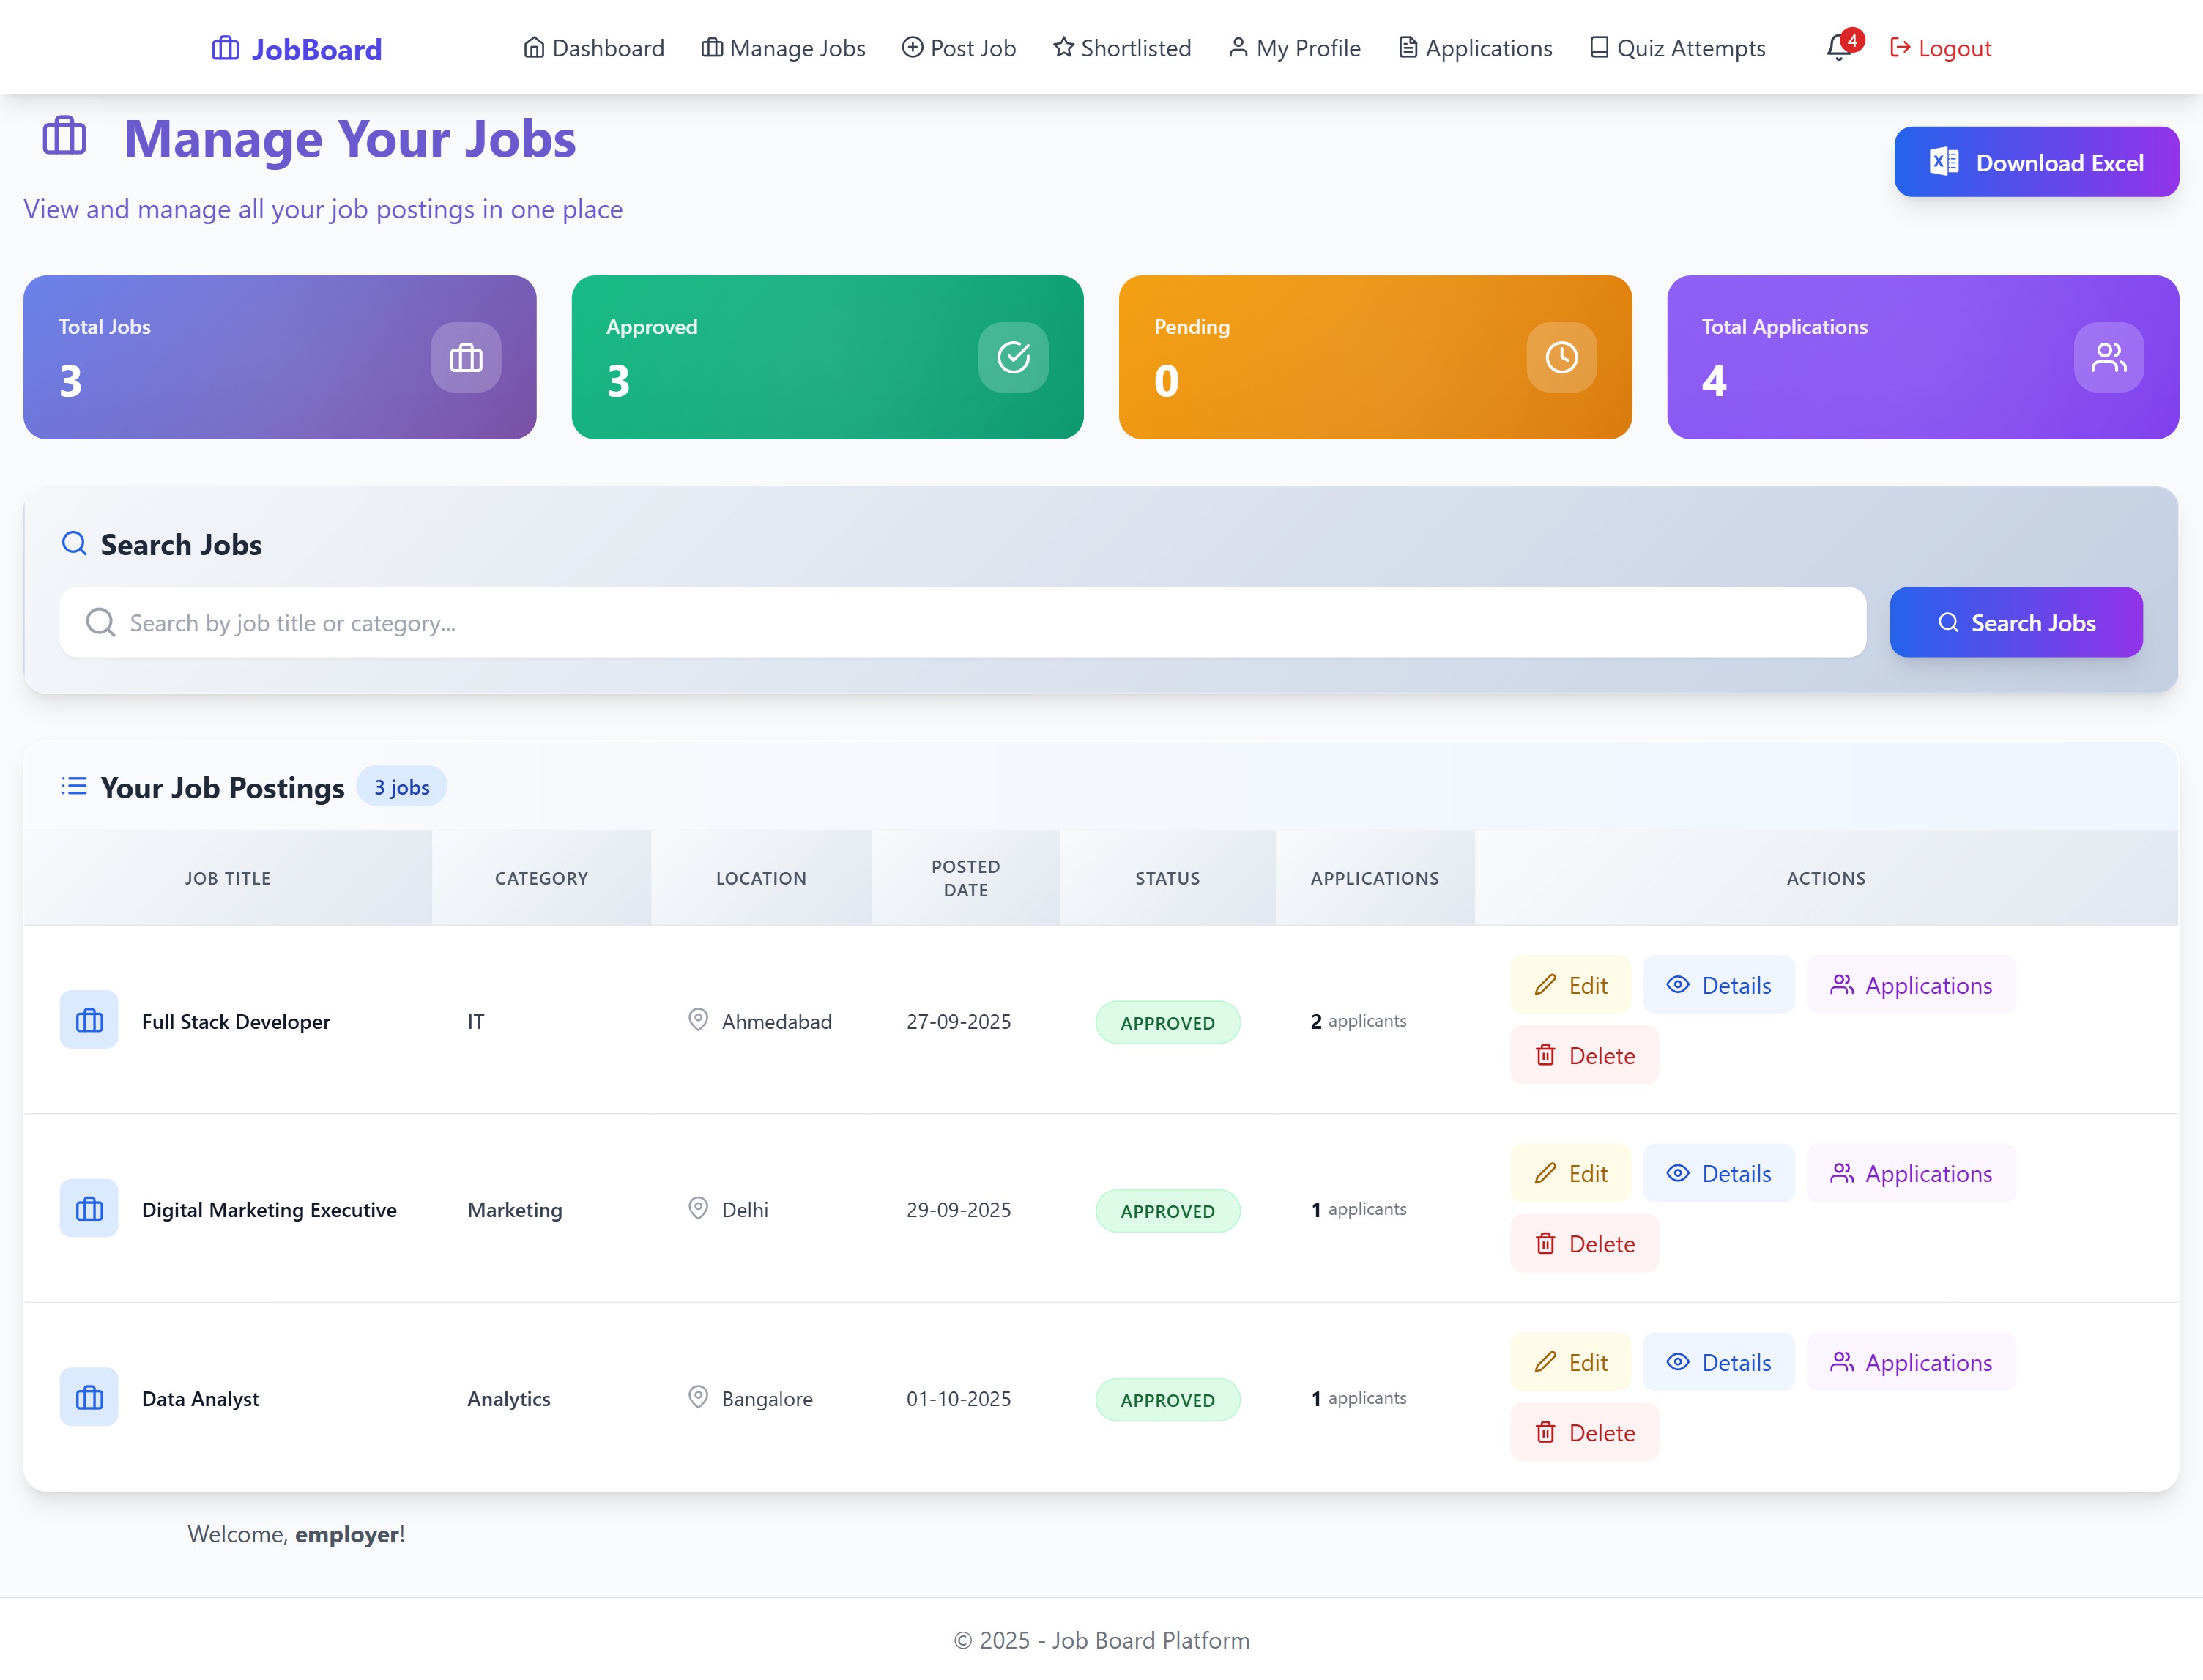 JobBoard
Dashboard
Manage Jobs
Post Job
Shortlisted
My Profile
Applications
Quiz Attempts
4
Logout
Manage Your Jobs
View and manage all your job postings in one place
Download Excel
Total Jobs
3
Approved
3
Pending
0
Total Applications
4
Search Jobs
Search by job title or category...
Search Jobs
Your Job Postings
3 jobs
JOB TITLE
CATEGORY
LOCATION
POSTED
DATE
STATUS
APPLICATIONS
ACTIONS
Full Stack Developer
IT
Ahmedabad
27-09-2025
APPROVED
2 applicants
Edit
Details
Applications
Delete
Digital Marketing Executive
Marketing
Delhi
29-09-2025
APPROVED
1 applicants
Edit
Details
Applications
Delete
Data Analyst
Analytics
Bangalore
01-10-2025
APPROVED
1 applicants
Edit
Details
Applications
Delete
Welcome, employer!
© 2025 - Job Board Platform